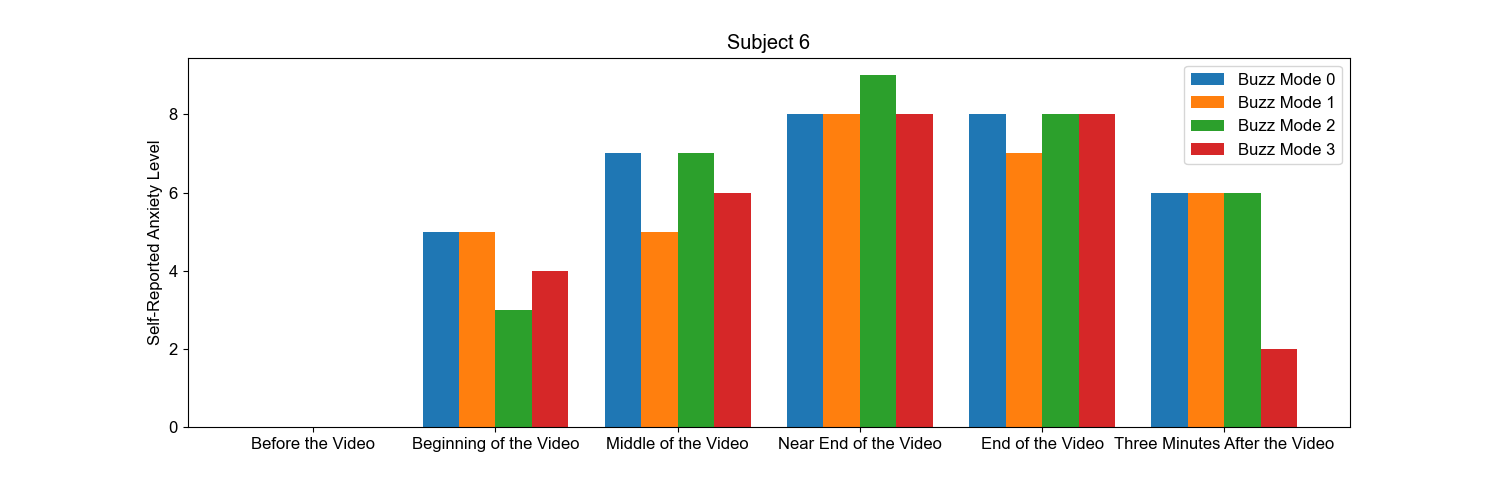 Subject 6
Buzz Mode 0
Buzz Mode 1
Buzz Mode 2
Buzz Mode 3
Self-Reported Anxiety Level
8
6
4
2
0
Before the Video
Beginning of the Video
Middle of the Video
Near End of the Video
End of the Video
Three Minutes After the Video